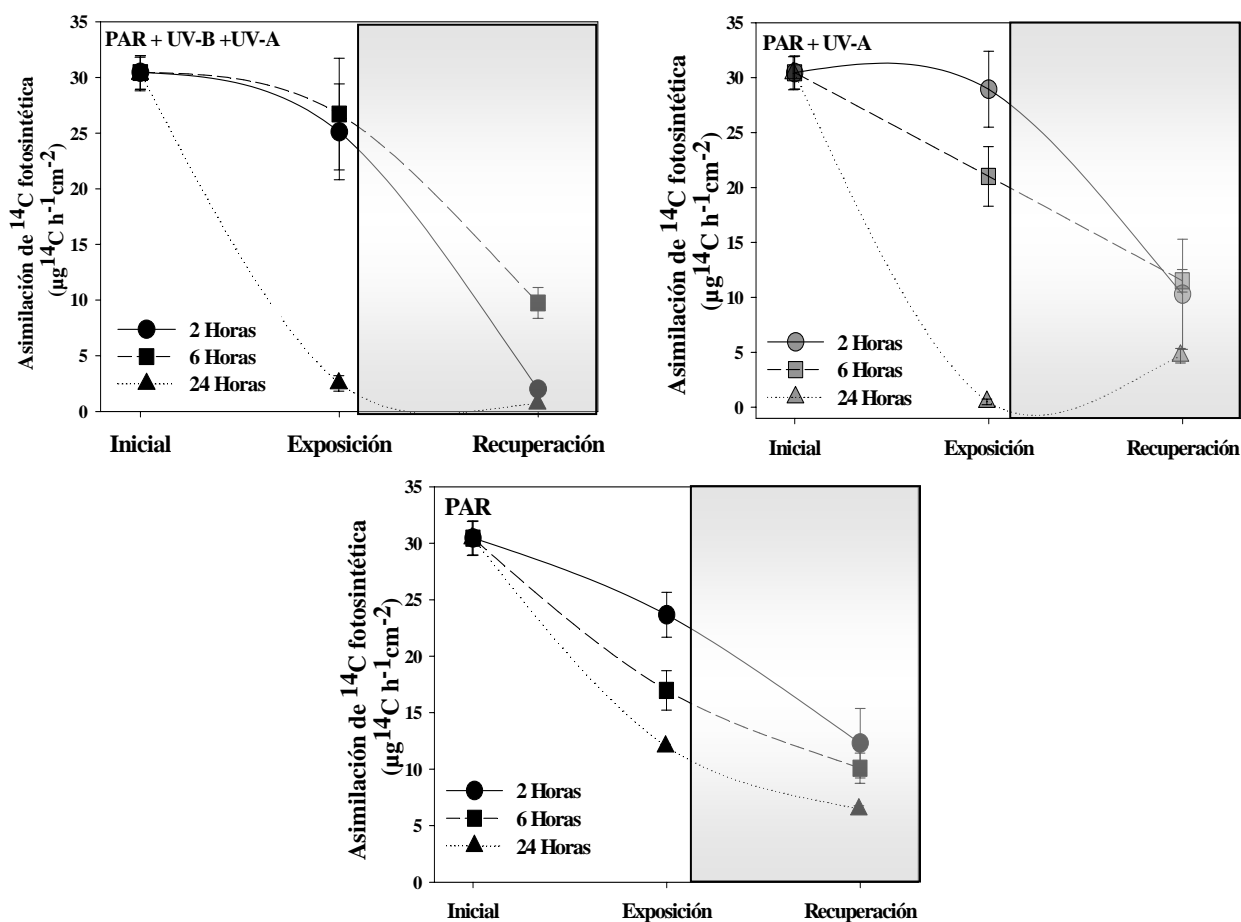 PAR + UV-B +UV-A
Asimilación de ¹⁴C fotosintética
(µg¹⁴C h⁻¹cm⁻²)
35
30
25
20
15
10
5
0
2 Horas
6 Horas
24 Horas
Inicial Exposición Recuperación
PAR + UV-A
Asimilación de ¹⁴C fotosintética
(µg¹⁴C h⁻¹cm⁻²)
35
30
25
20
15
10
5
0
2 Horas
6 Horas
24 Horas
Inicial Exposición Recuperación
PAR
Asimilación de ¹⁴C fotosintética
(µg¹⁴C h⁻¹cm⁻²)
35
30
25
20
15
10
5
0
2 Horas
6 Horas
24 Horas
Inicial Exposición Recuperación